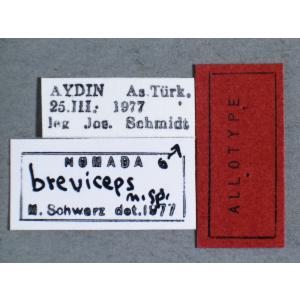 AYDIN As.Türk.
25.III. 1977
leg Jos. Schmidt
NOMADA ♂
breviceps
n.sp.
M. Schwarz det.1977
ALLOTYPE